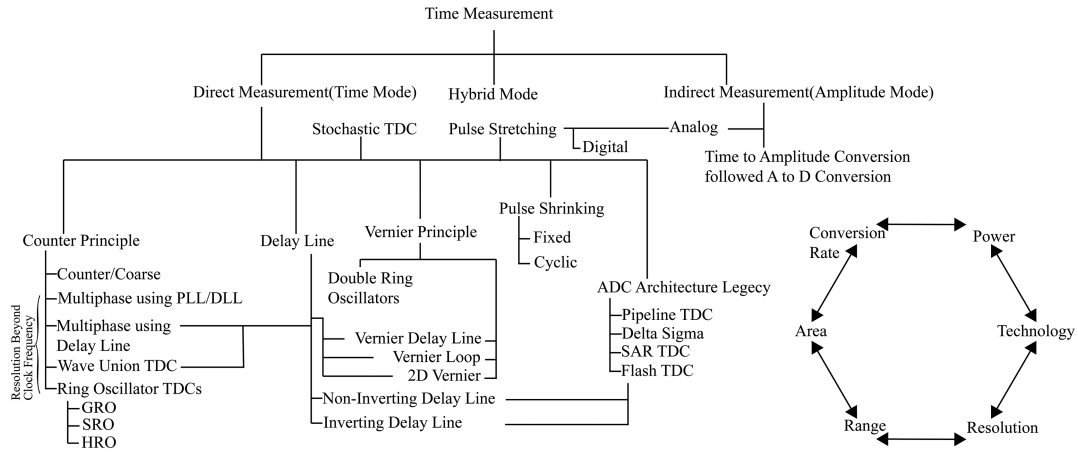 Time Measurement
Direct Measurement(Time Mode)
Hybrid Mode
Indirect Measurement(Amplitude Mode)
Stochastic TDC
Pulse Stretching
Analog
Digital
Time to Amplitude Conversion
followed A to D Conversion
Counter Principle
Counter/Coarse
Multiphase using PLL/DLL
Multiphase using
Delay Line
Wave Union TDC
Ring Oscillator TDCs
GRO
SRO
HRO
Resolution Beyond
Clock Frequency
Delay Line
Vernier Principle
Double Ring
Oscillators
Vernier Delay Line
Vernier Loop
2D Vernier
Non-Inverting Delay Line
Inverting Delay Line
Pulse Shrinking
Fixed
Cyclic
ADC Architecture Legecy
Pipeline TDC
Delta Sigma
SAR TDC
Flash TDC
Conversion
Rate
Power
Area
Technology
Range
Resolution